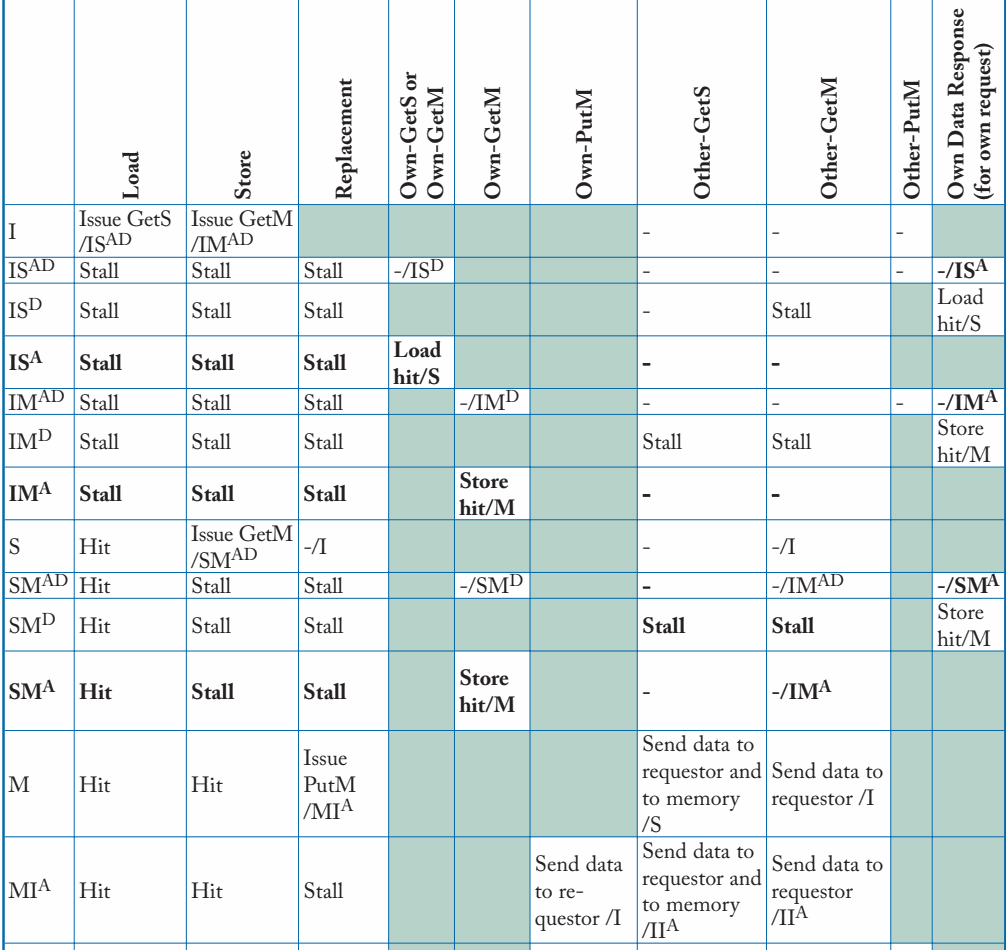 Load
Store
Replacement
Own-GetS or
Own-GetM
Own-GetM
Own-PutM
Other-GetS
Other-GetM
Other-PutM
Own Data Response
(for own request)
I Issue GetS Issue GetM - - -
/ISAD /IMAD
ISAD Stall Stall Stall -/ISD - - - -/ISA
ISD Stall Stall Stall - Stall Load
hit/S
ISA Stall Stall Stall Load - -
hit/S
IMAD Stall Stall Stall -/IMD - - - -/IMA
IMD Stall Stall Stall Stall Stall Store
hit/M
IMA Stall Stall Stall Store - -
hit/M
S Hit Issue GetM -/I - -/I
/SMAD
SMAD Hit Stall Stall -/SMD - -/IMAD -/SMA
SMD Hit Stall Stall Stall Stall Store
hit/M
SMA Hit Stall Stall Store - -/IMA
hit/M
M Hit Hit Issue
PutM
/MIA
Send data to
requestor and
to memory
/S
Send data to
requestor /I
MIA Hit Hit Stall Send data
to re-
questor /I
Send data to
requestor and
to memory
/IIA
Send data to
requestor
/IIA